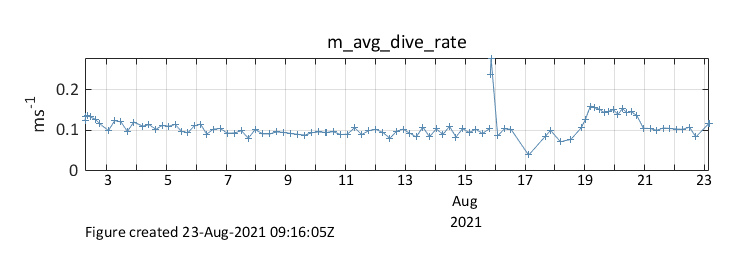 m_avg_dive_rate
0.2
0.1
0
ms-1
3 5 7 9 11 13 15 17 19 21 23
Aug
2021
Figure created 23-Aug-2021 09:16:05Z